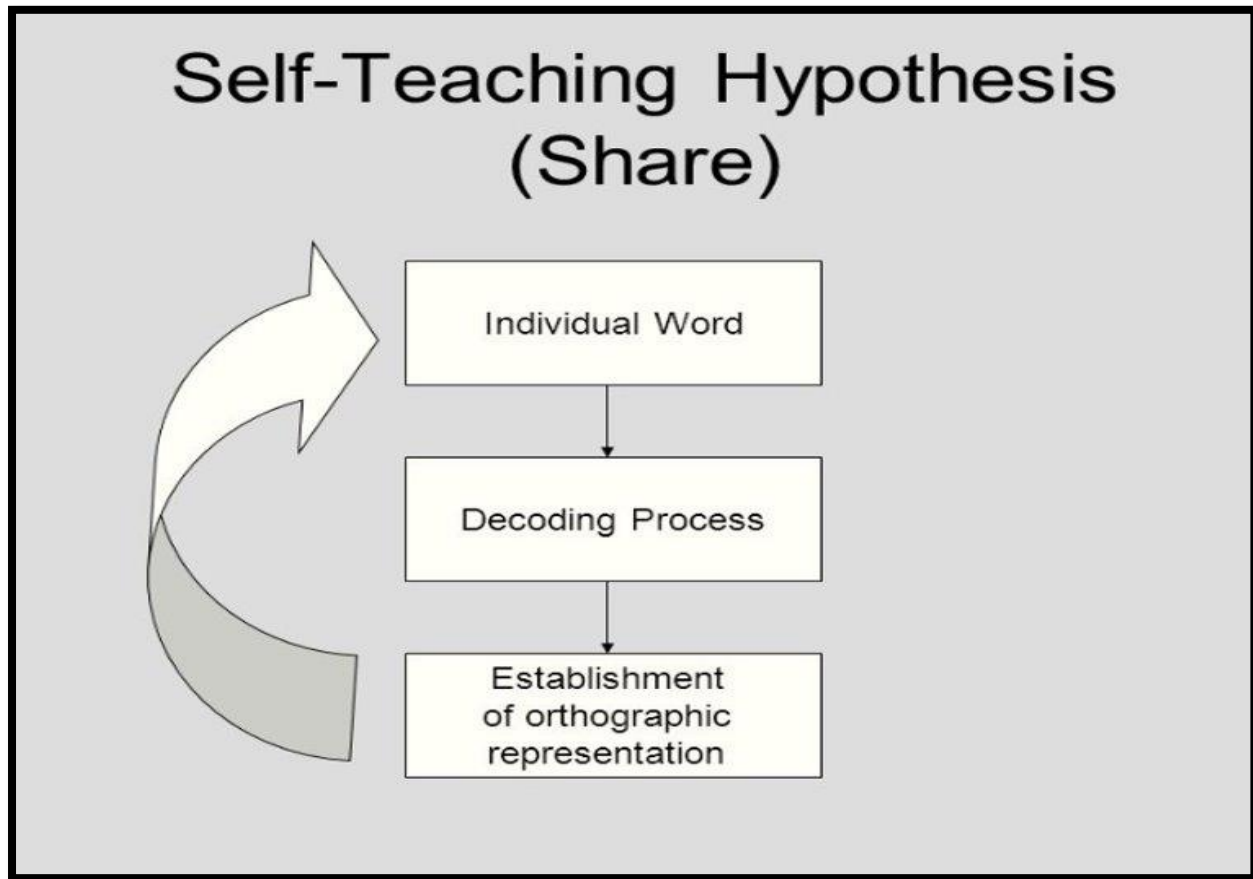 Self-Teaching Hypothesis
(Share)
Individual Word
Decoding Process
Establishment
of orthographic
representation